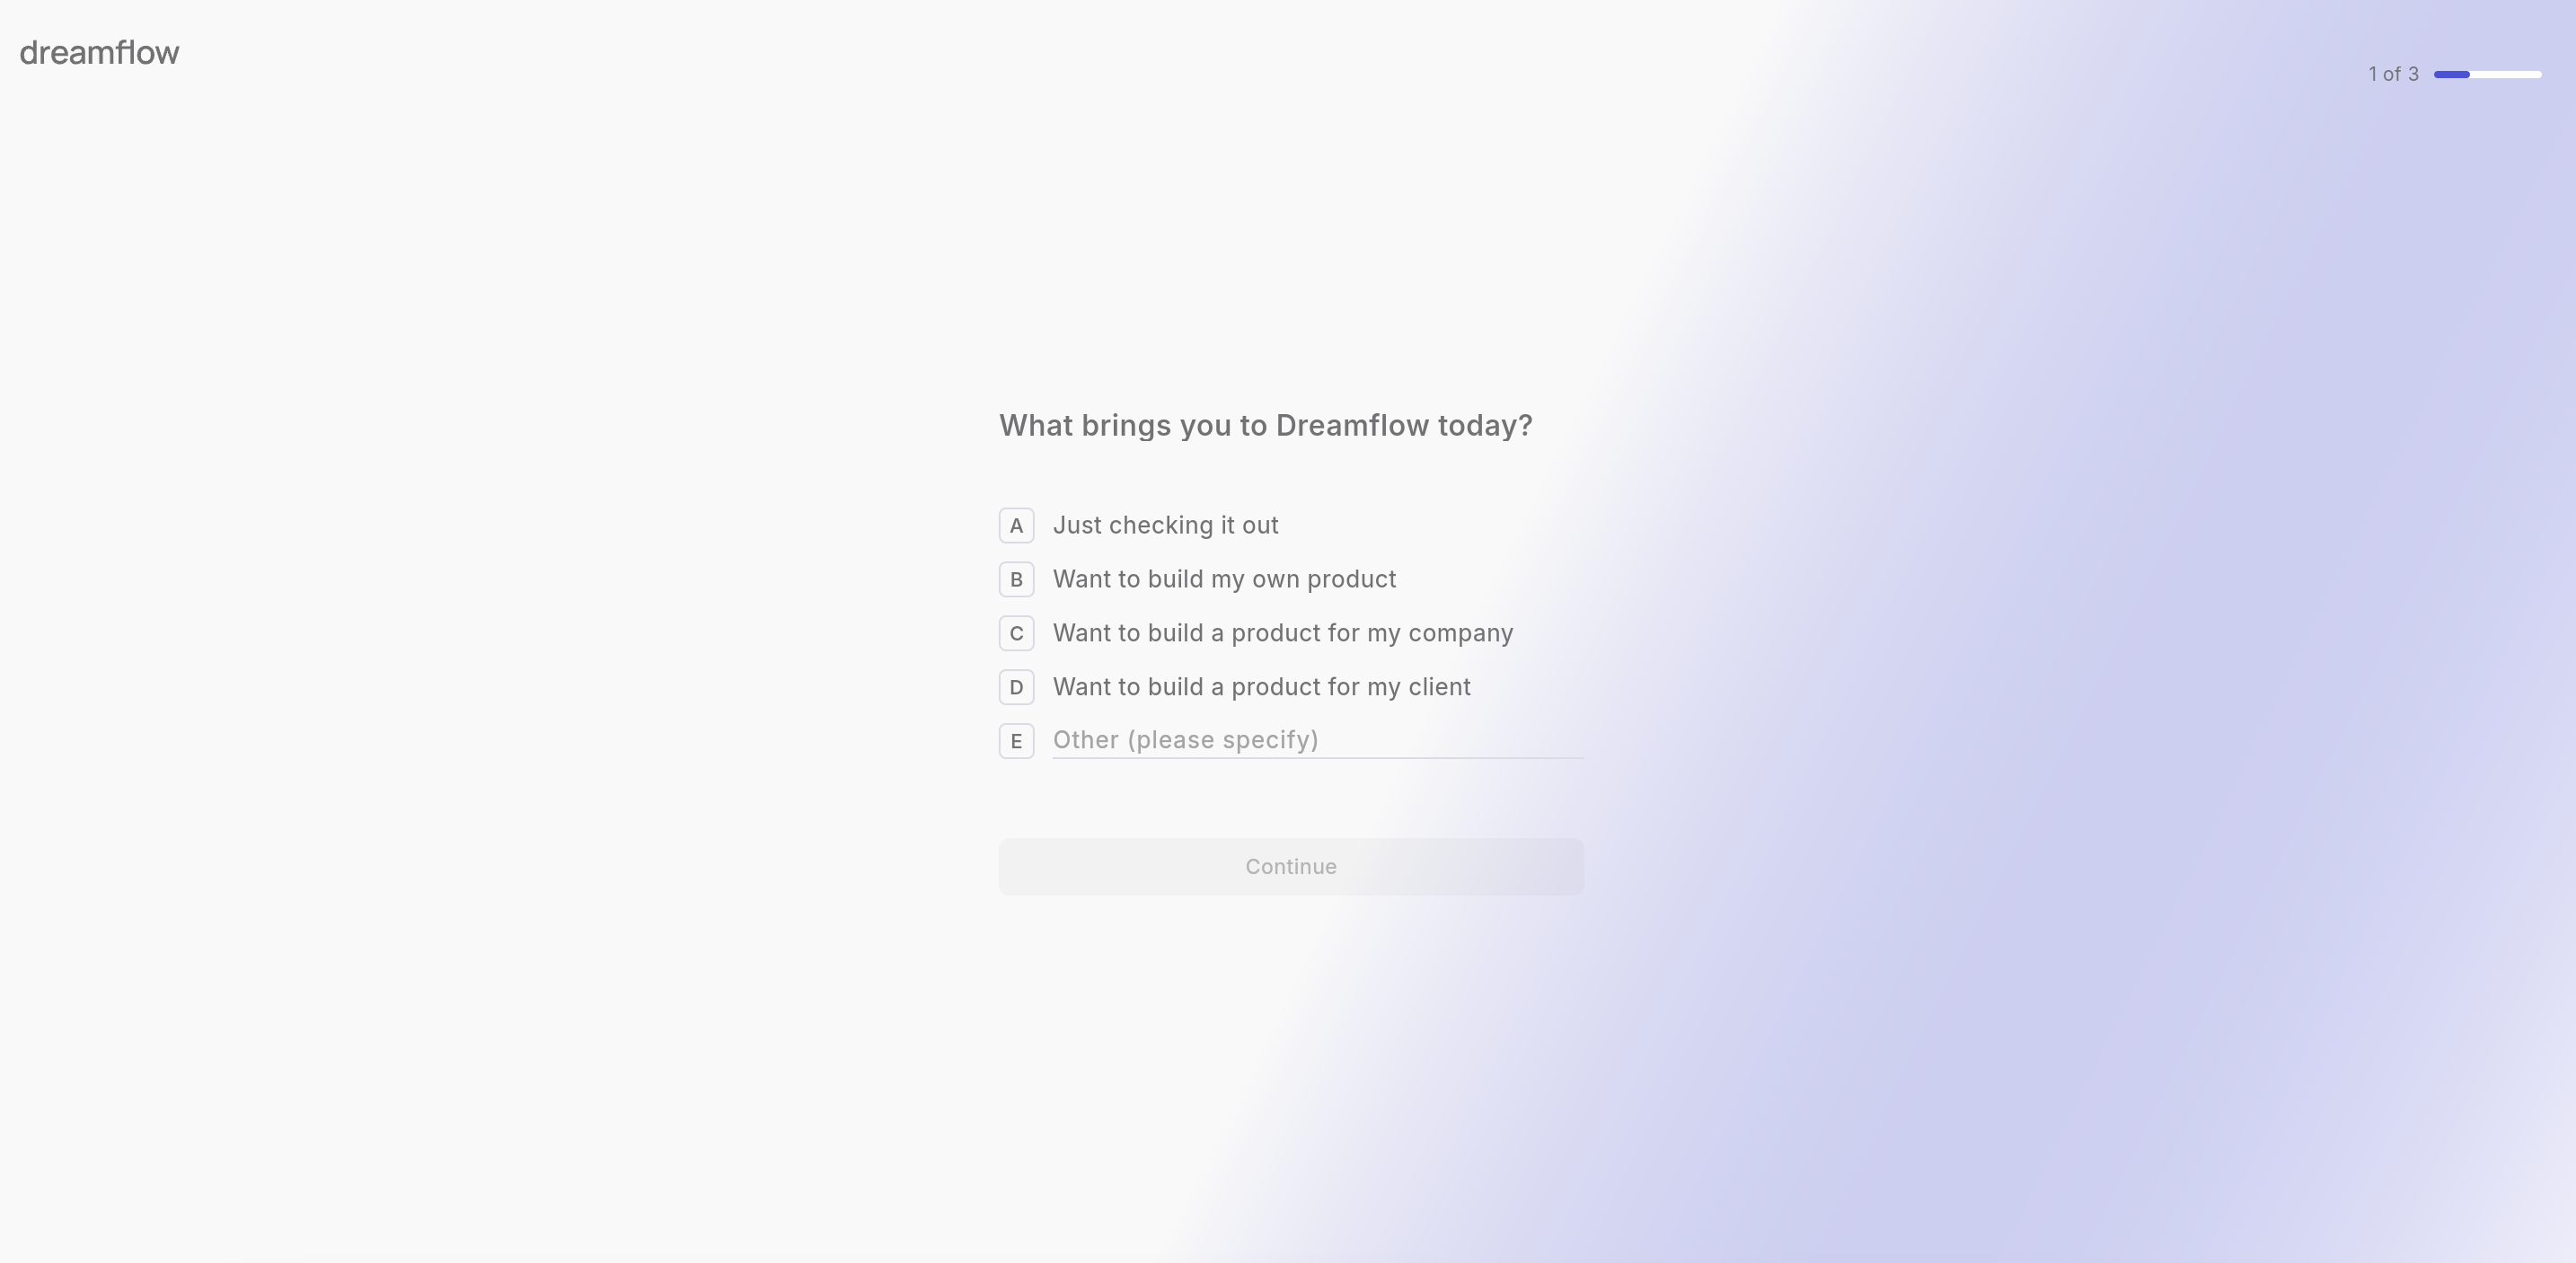 dreamflow
1 of 3
What brings you to Dreamflow today?
A Just checking it out
B Want to build my own product
C Want to build a product for my company
D Want to build a product for my client
E Other (please specify)
Continue